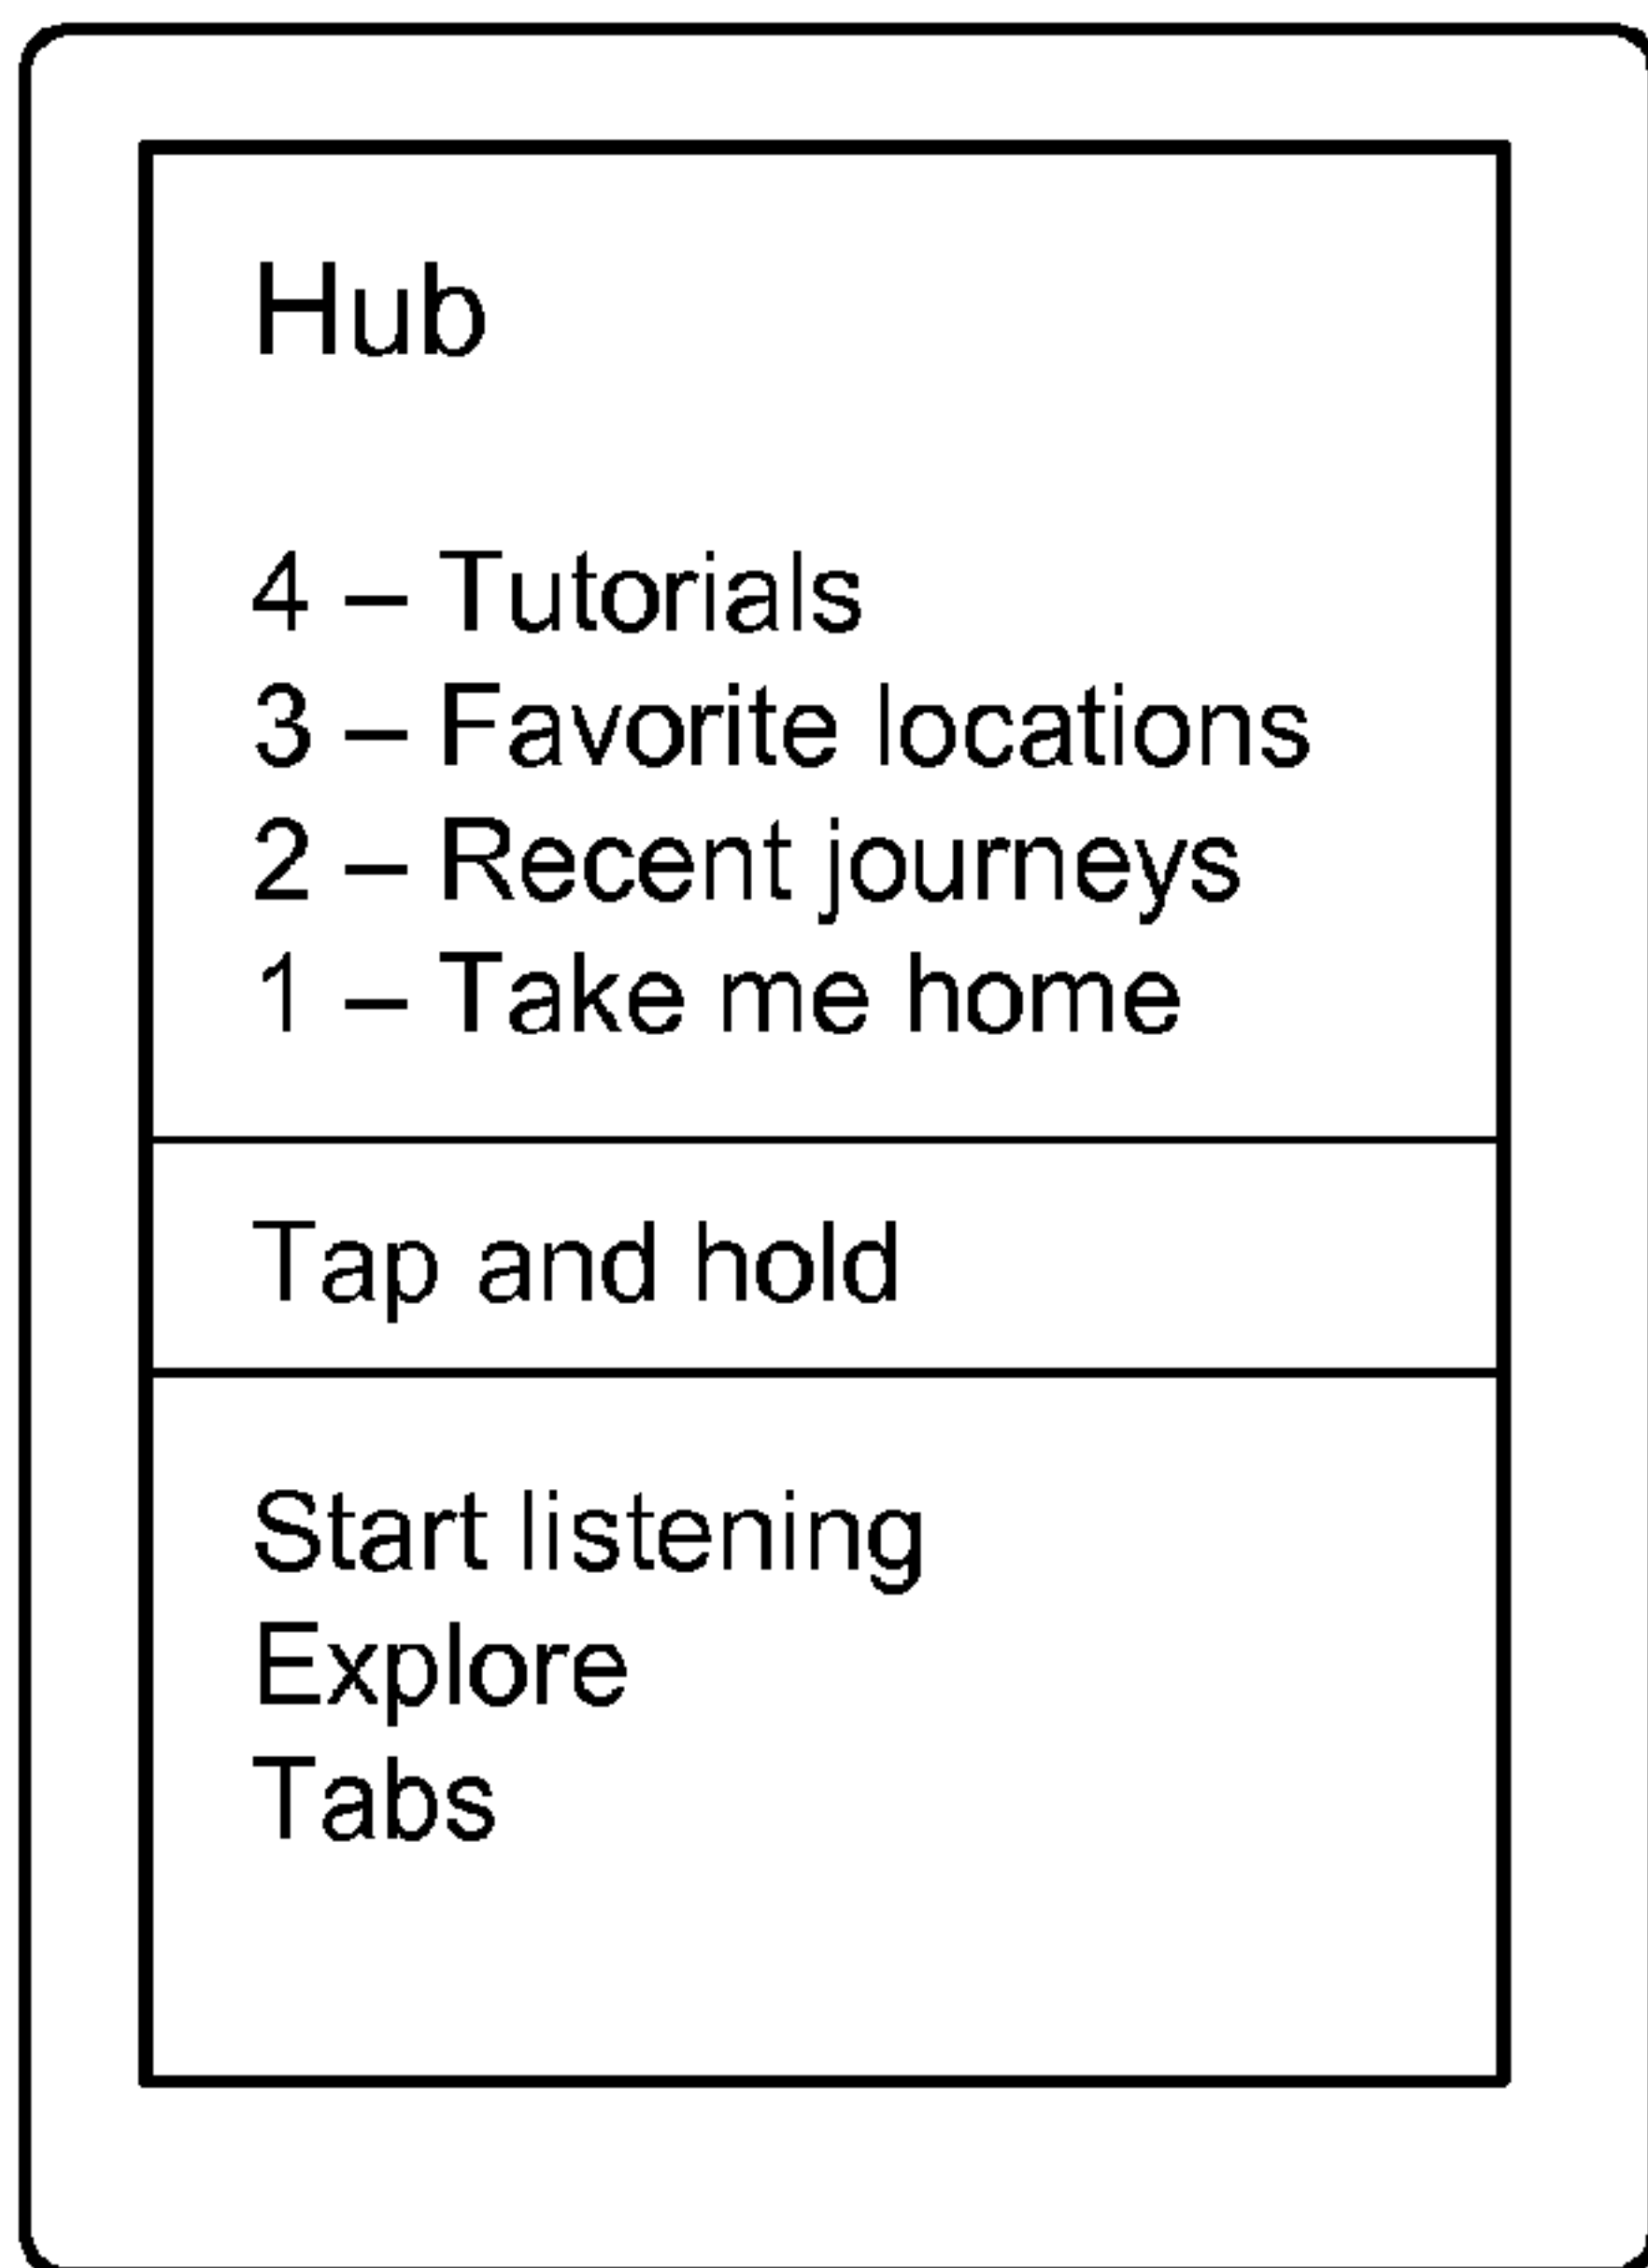 Hub
4 – Tutorials
3 – Favorite locations
2 – Recent journeys
1 – Take me home
Tap and hold
Start listening
Explore
Tabs